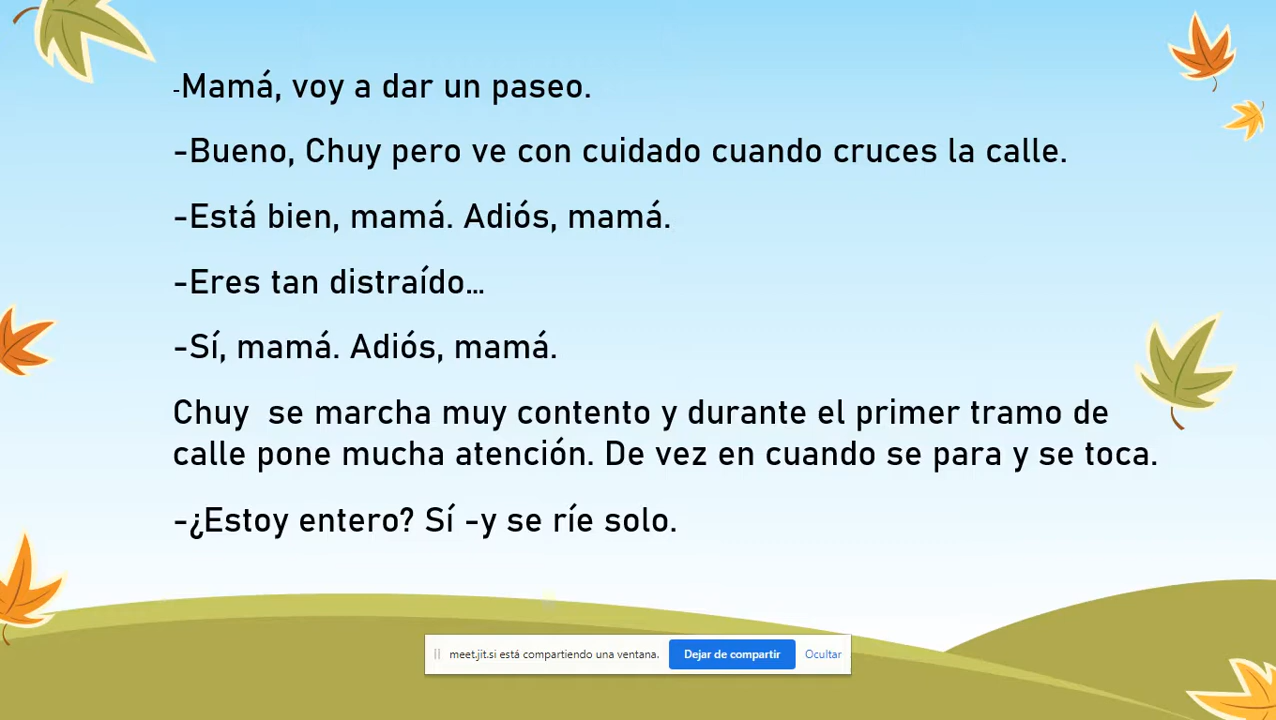 -Mamá, voy a dar un paseo.
-Bueno, Chuy pero ve con cuidado cuando cruces la calle.
-Está bien, mamá. Adiós, mamá.
-Eres tan distraído...
-Sí, mamá. Adiós, mamá.
Chuy  se marcha muy contento y durante el primer tramo de
calle pone mucha atención. De vez en cuando se para y se toca.
-¿Estoy entero? Sí -y se ríe solo.
meet.jit.si está compartiendo una ventana. Dejar de compartir Ocultar